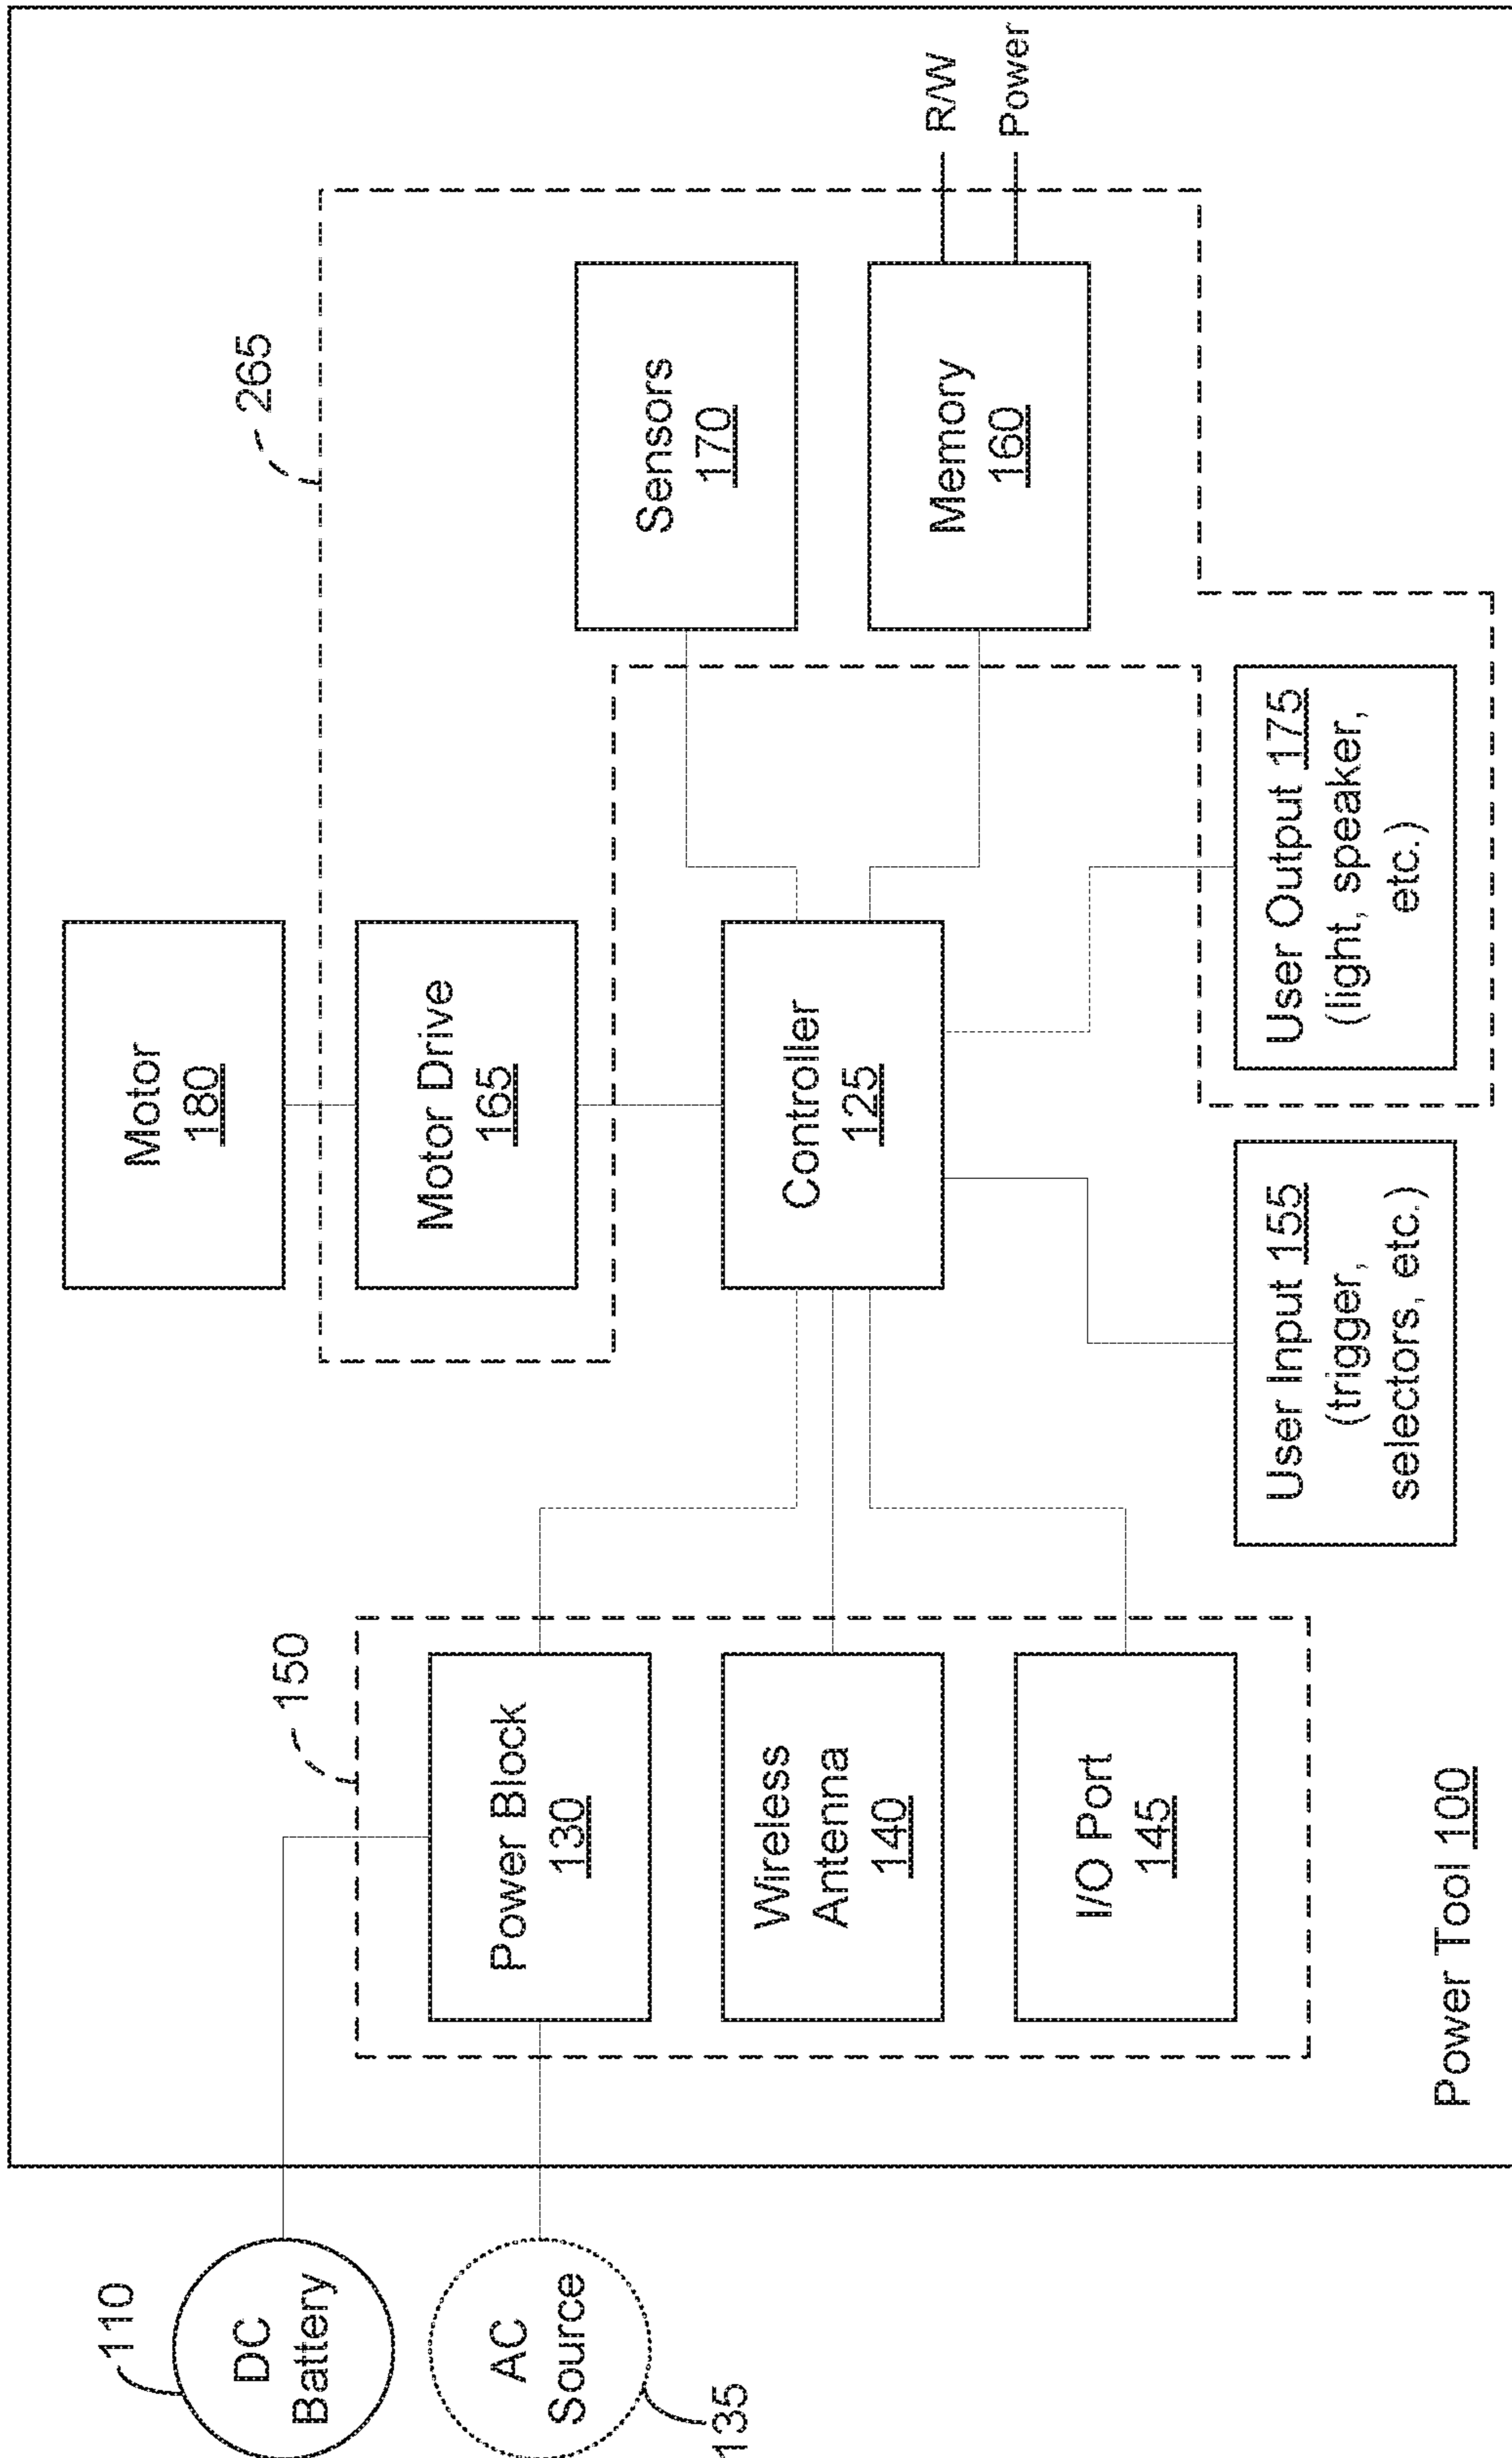 110
DC
Battery
AC
Source
135
150
Power Block
130
Wireless
Antenna
140
I/O Port
145
Power Tool 100
Motor
180
Motor Drive
165
Controller
125
User Input 155
(trigger,
selectors, etc.)
User Output 175
(light, speaker,
etc.)
265
Sensors
170
Memory
160
R/W
Power